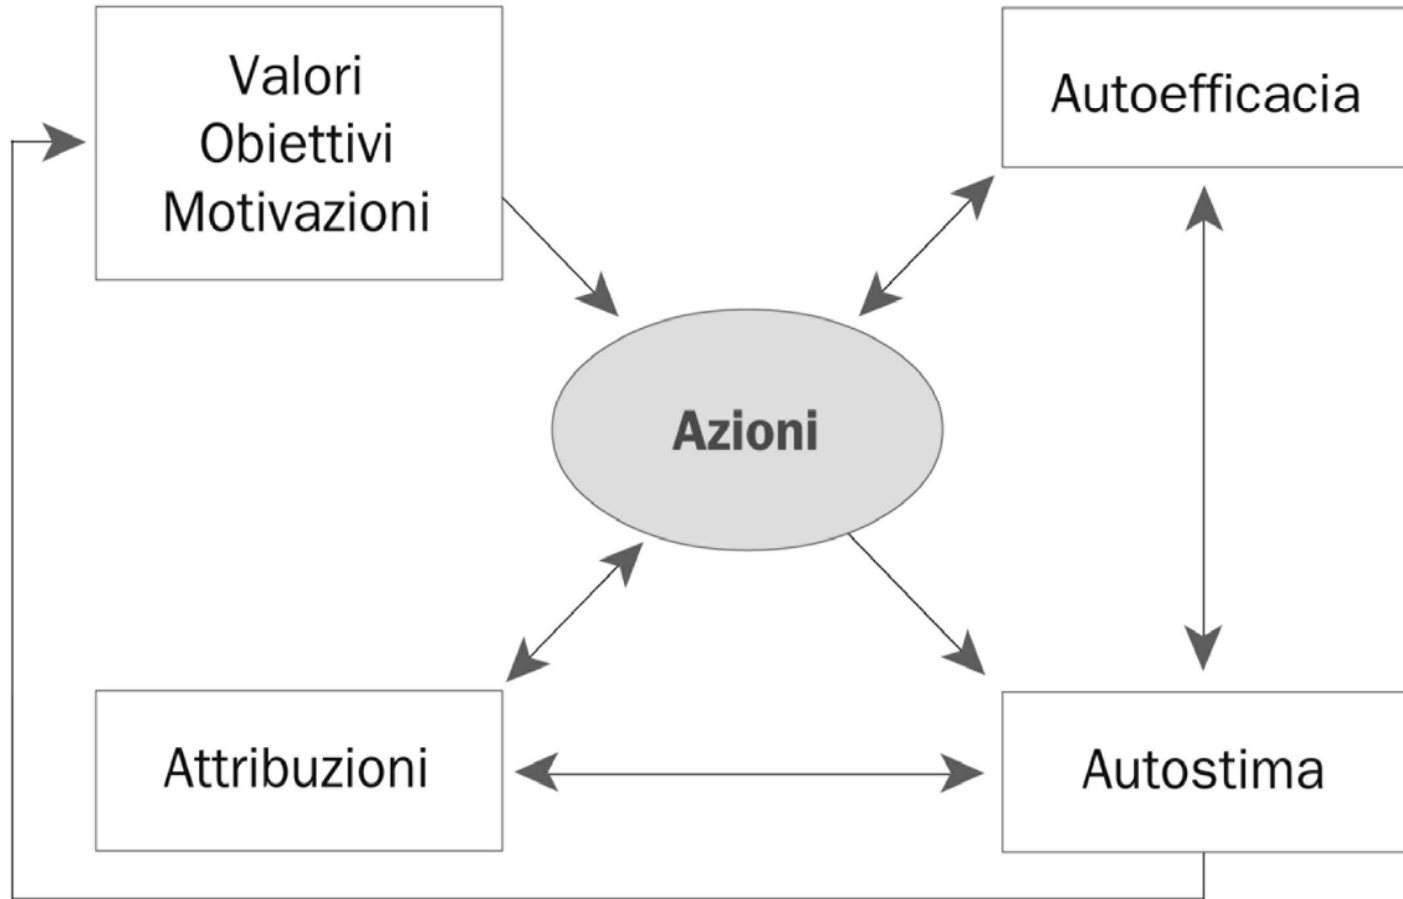 Valori
Obiettivi
Motivazioni
Autoefficacia
Azioni
Attribuzioni
Autostima